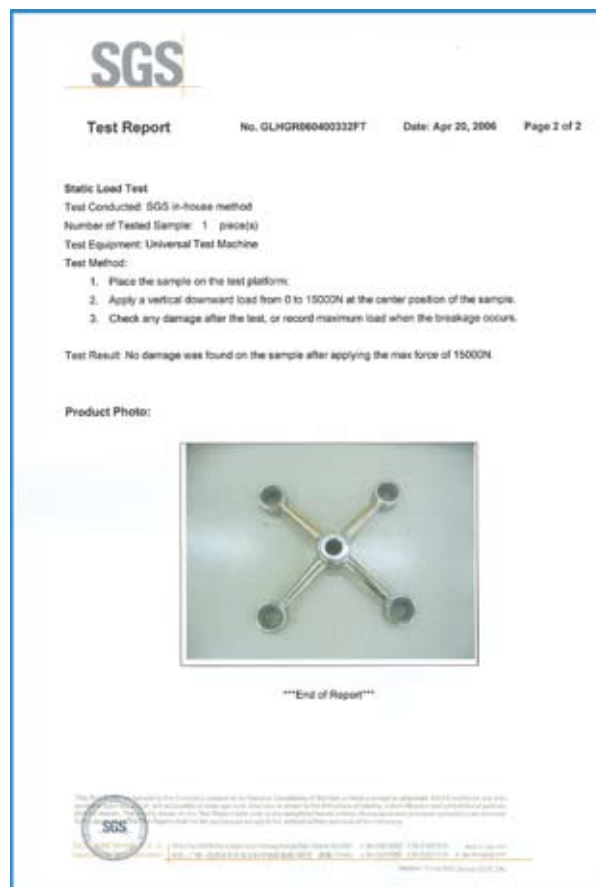 SGS
Test Report No. GLHGR060400332FT Date: Apr 20, 2006 Page 2 of 2
Static Load Test
Test Conducted: SGS in-house method
Number of Tested Sample: 1 piece(s)
Test Equipment: Universal Test Machine
Test Method:
1. Place the sample on the test platform;
2. Apply a vertical downward load from 0 to 15000N at the center position of the sample.
3. Check any damage after the test, or record maximum load when the breakage occurs.
Test Result: No damage was found on the sample after applying the max force of 15000N.
Product Photo:
***End of Report***
SGS